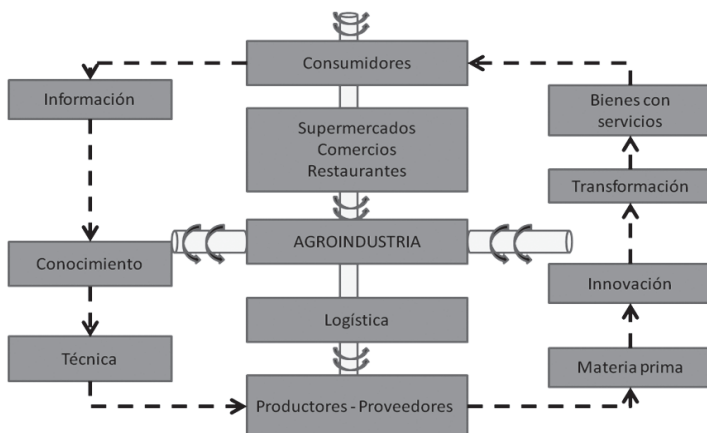 Consumidores
Información
Bienes con
servicios
Supermercados
Comercios
Restaurantes
Transformación
AGROINDUSTRIA
Conocimiento
Innovación
Logística
Técnica
Materia prima
Productores - Proveedores